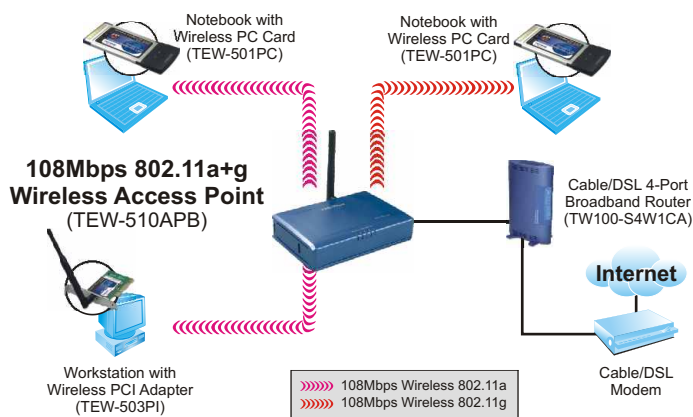 Notebook with
Wireless PC Card
(TEW-501PC)
Notebook with
Wireless PC Card
(TEW-501PC)
108Mbps 802.11a+g
Wireless Access Point
(TEW-510APB)
Cable/DSL 4-Port
Broadband Router
(TW100-S4W1CA)
Internet
Workstation with
Wireless PCI Adapter
(TEW-503PI)
Cable/DSL
Modem
108Mbps Wireless 802.11a
108Mbps Wireless 802.11g